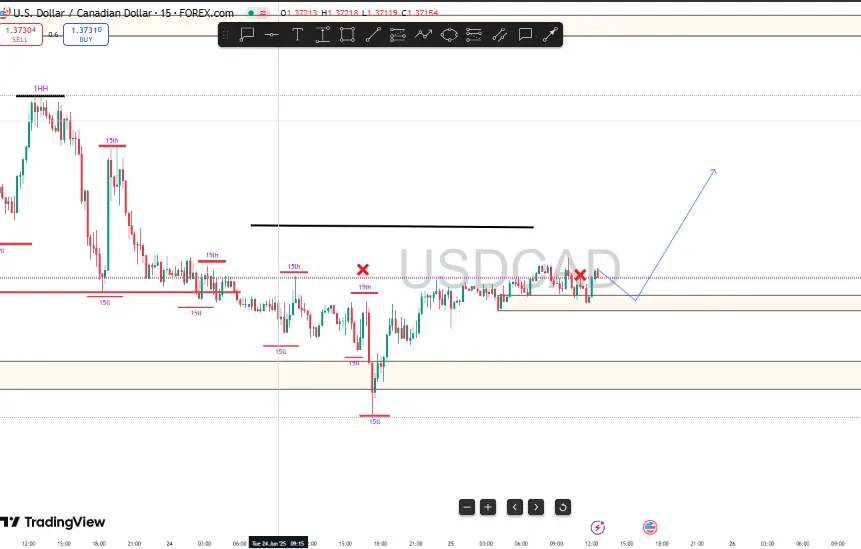 U.S. Dollar / Canadian Dollar · 15 · FOREX.com O1.37213 H1.37218 L1.37119 C1.37154
1.37304 SELL 0.6 1.37310 BUY
1HH
15lh
15lh
15lh
15lh
USDCAD
15ll
15ll
15ll
15ll
15ll
TradingView
12:00 15:00 18:00 21:00 24 03:00 06:00 Tue 24 Jun '25 09:15 12:00 15:00 18:00 21:00 25 03:00 06:00 09:00 12:00 15:00 18:00 21:00 26 03:00 06:00 09:00